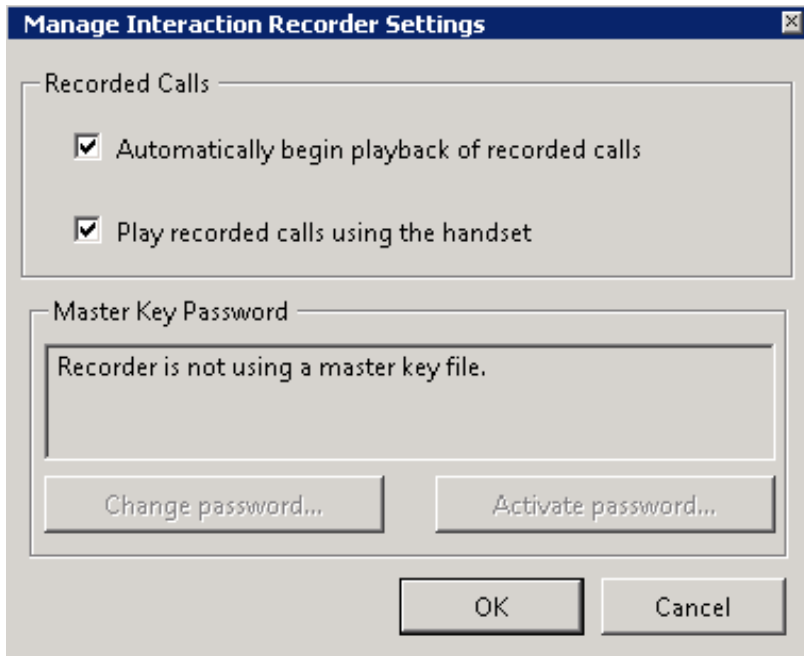 Manage Interaction Recorder Settings
Recorded Calls
Automatically begin playback of recorded calls
Play recorded calls using the handset
Master Key Password
Recorder is not using a master key file.
Change password... Activate password...
OK Cancel